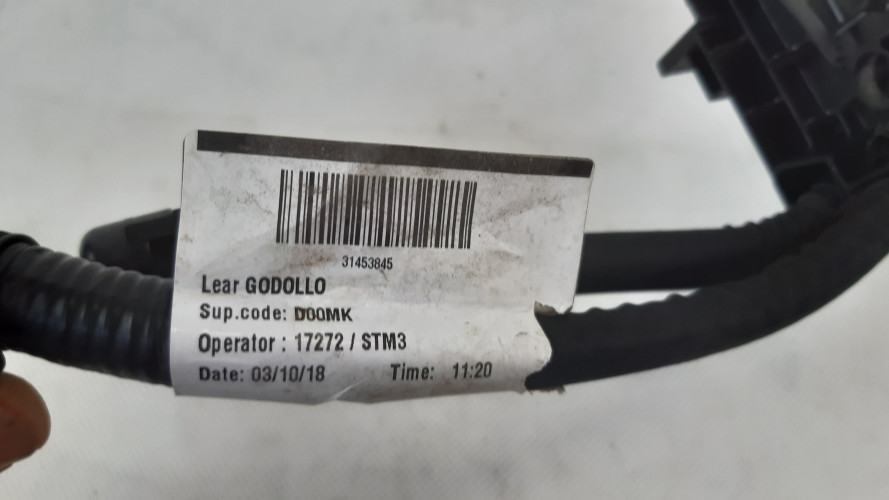 31453845
Lear GODOLLO
Sup.code: D00MK
Operator : 17272 / STM3
Date: 03/10/18 Time: 11:20